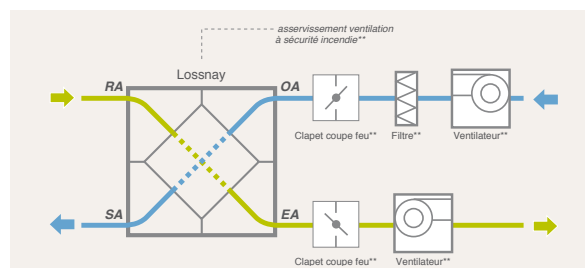 asservissement ventilation
à sécurité incendie**
Lossnay
RA
OA
Clapet coupe feu**
Filtre**
Ventilateur**
SA
EA
Clapet coupe feu**
Ventilateur**